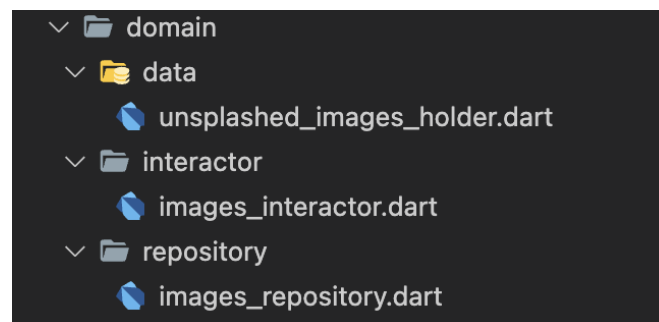 domain
data
unsplashed_images_holder.dart
interactor
images_interactor.dart
repository
images_repository.dart